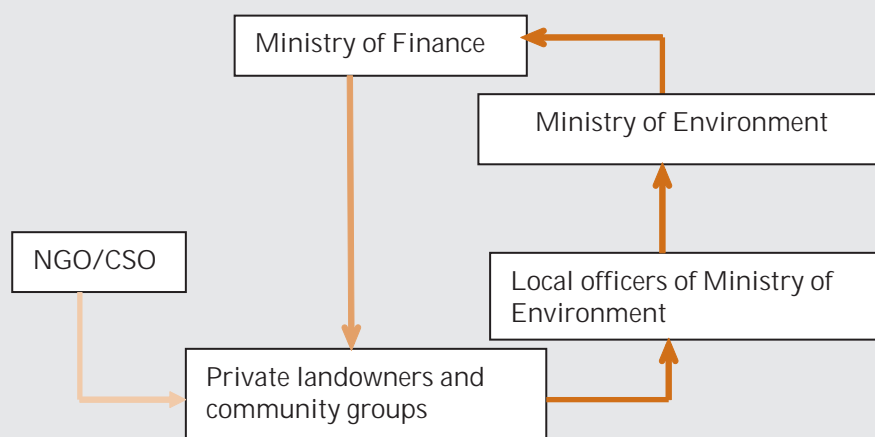 Ministry of Finance
Ministry of Environment
NGO/CSO
Local officers of Ministry of
Environment
Private landowners and
community groups